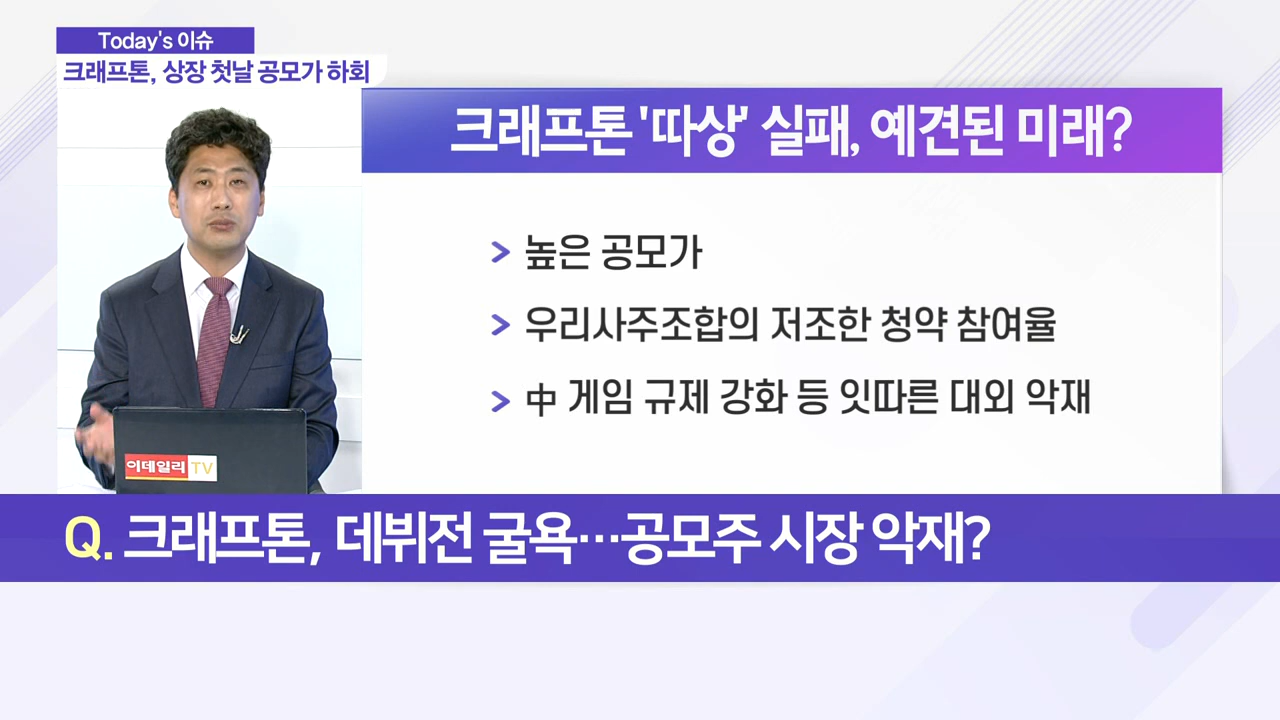 Today's 이슈
크래프톤, 상장 첫날 공모가 하회
크래프톤 '따상' 실패, 예견된 미래?
> 높은 공모가
> 우리사주조합의 저조한 청약 참여율
> 中 게임 규제 강화 등 잇따른 대외 악재
이데일리 TV
Q. 크래프톤, 데뷔전 굴욕…공모주 시장 악재?